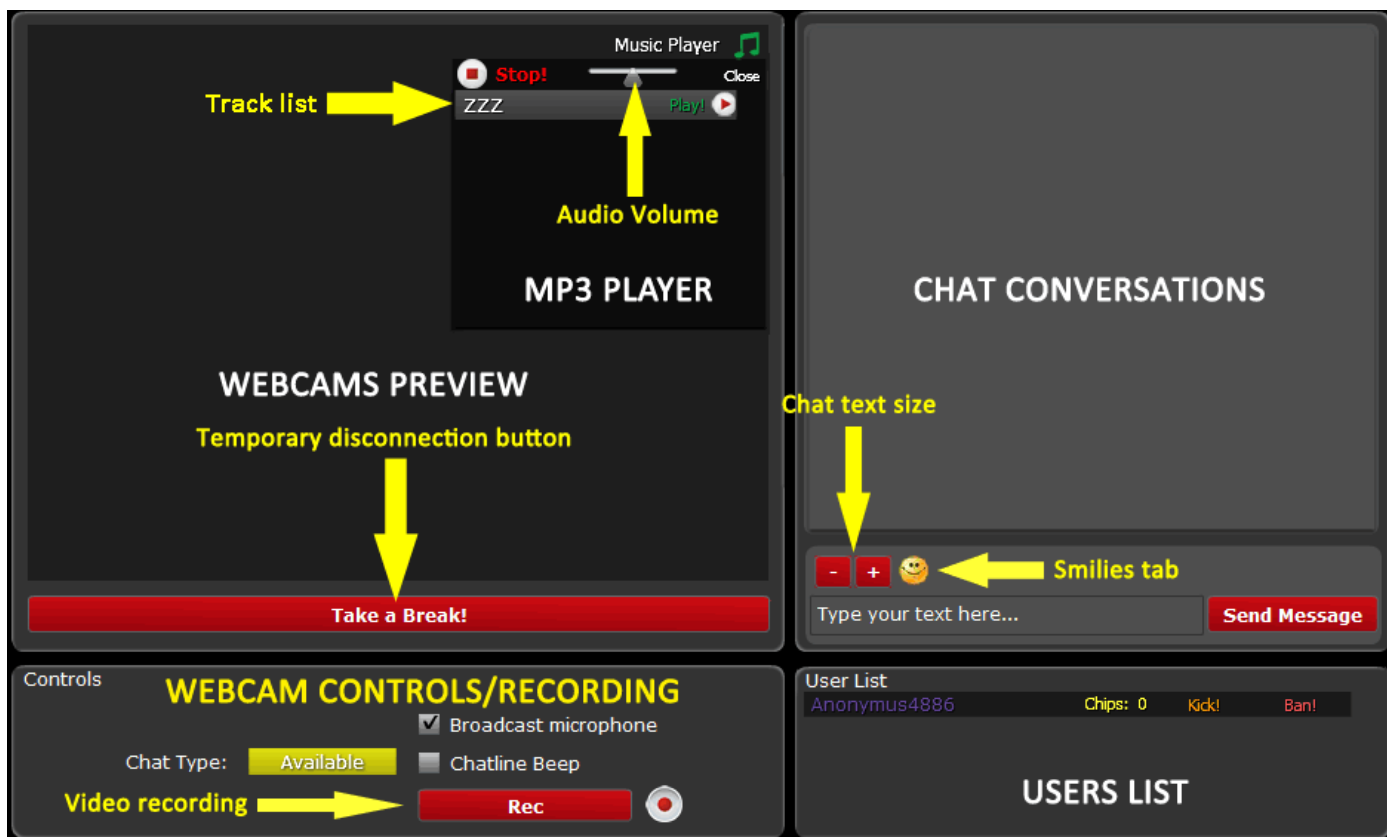 Music Player
Stop!
Close
Track list
ZZZ
Play!
Audio Volume
MP3 PLAYER
WEBCAMS PREVIEW
Temporary disconnection button
Take a Break!
CHAT CONVERSATIONS
Chat text size
- +
Smilies tab
Type your text here...
Send Message
Controls
WEBCAM CONTROLS/RECORDING
Broadcast microphone
Chat Type:
Available
Chatline Beep
Video recording
Rec
User List
Anonymus4886
Chips: 0
Kick!
Ban!
USERS LIST